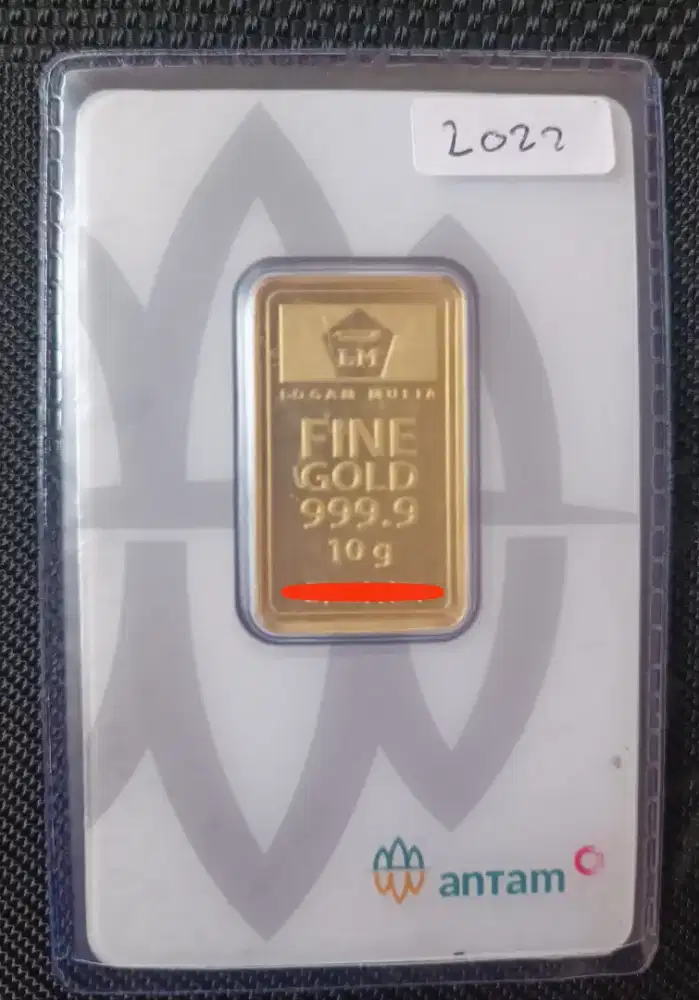 2022
LM
LOGAM MULIA
FINE
GOLD
999.9
10 g
antam